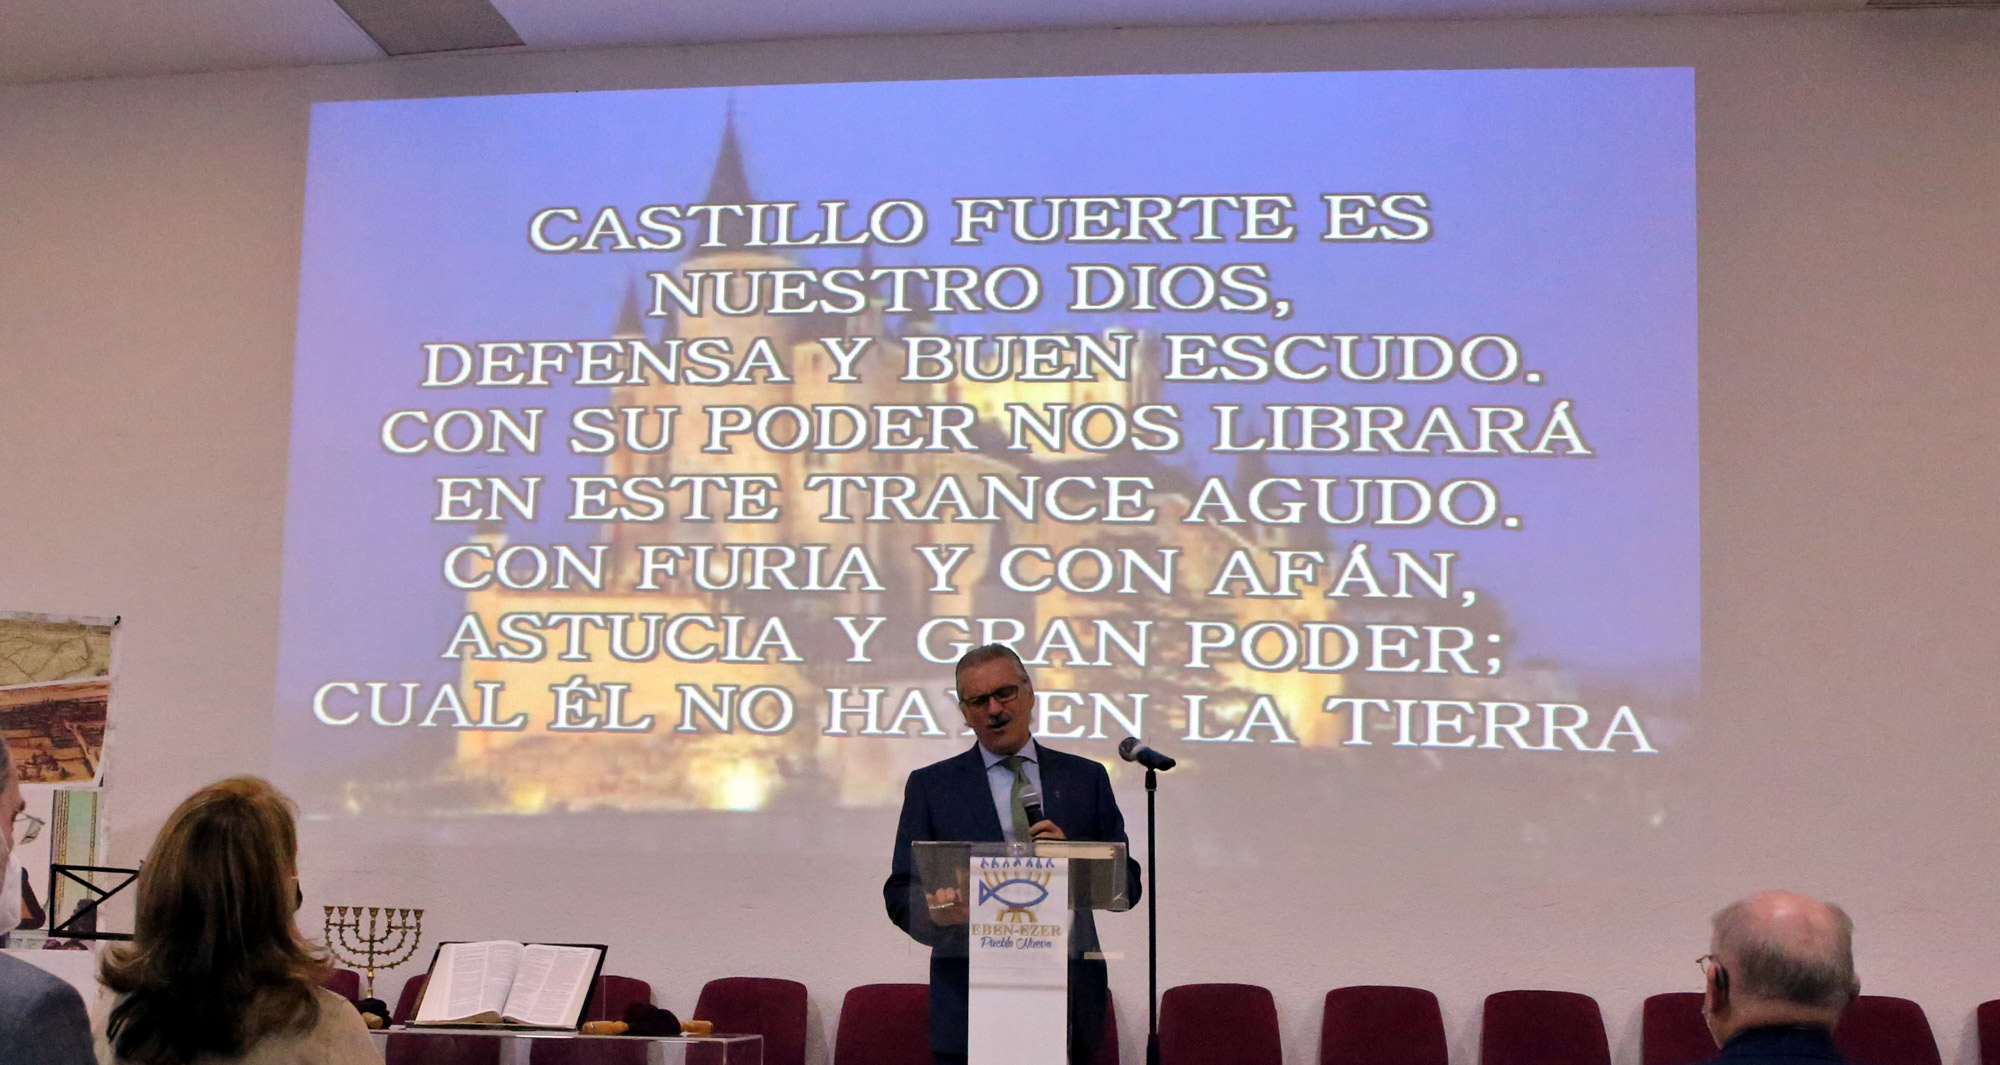 CASTILLO FUERTE ES
NUESTRO DIOS,
DEFENSA Y BUEN ESCUDO.
CON SU PODER NOS LIBRARÁ
EN ESTE TRANCE AGUDO.
CON FURIA Y CON AFÁN,
ASTUCIA Y GRAN PODER;
CUAL ÉL NO HAY EN LA TIERRA
EBEN-EZER
Pueblo Nuevo